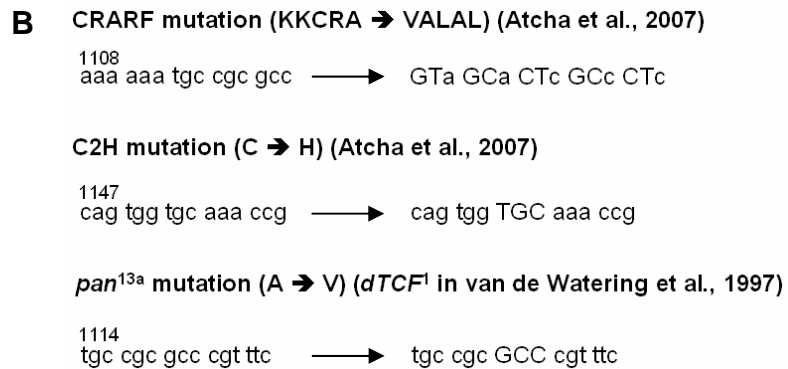 B
CRARF mutation (KKCRA ➔ VALAL) (Atcha et al., 2007)
1108
aaa aaa tgc cgc gcc ⟶ GTa GCa CTc GCc CTc
C2H mutation (C ➔ H) (Atcha et al., 2007)
1147
cag tgg tgc aaa ccg ⟶ cag tgg TGC aaa ccg
pan13a mutation (A ➔ V) (dTCF1 in van de Watering et al., 1997)
1114
tgc cgc gcc cgt ttc ⟶ tgc cgc GCC cgt ttc